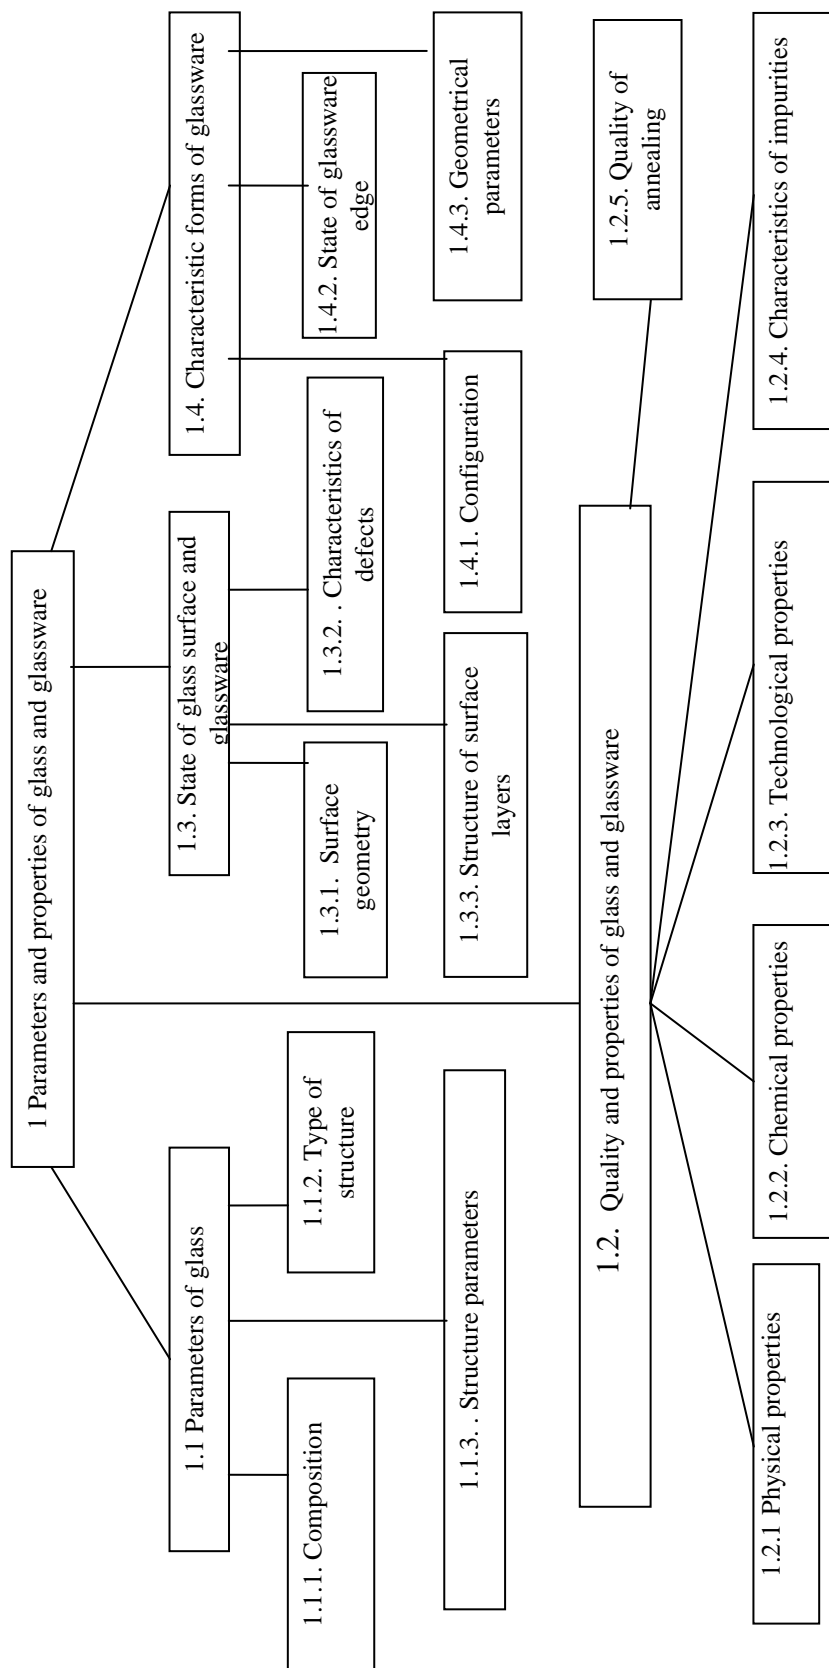 1 Parameters and properties of glass and glassware
1.1 Parameters of glass
1.1.1. Composition
1.1.2. Type of
structure
1.1.3. . Structure parameters
1.3. State of glass surface and
glassware
1.3.1.  Surface
geometry
1.3.2. . Characteristics of
defects
1.3.3. Structure of surface
layers
1.4. Characteristic forms of glassware
1.4.1. Configuration
1.4.2. State of glassware
edge
1.4.3. Geometrical
parameters
1.2.  Quality and properties of glass and glassware
1.2.1 Physical properties
1.2.2. Chemical properties
1.2.3. Technological properties
1.2.4. Characteristics of impurities
1.2.5. Quality of
annealing